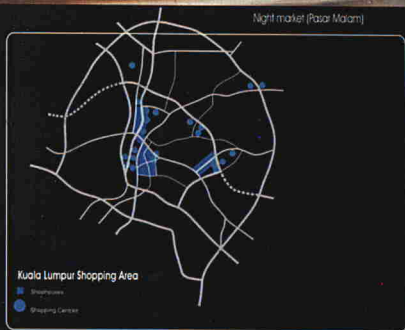 Night market (Pasar Malam)
Kuala Lumpur Shopping Area
Shophouses
Shopping Centres